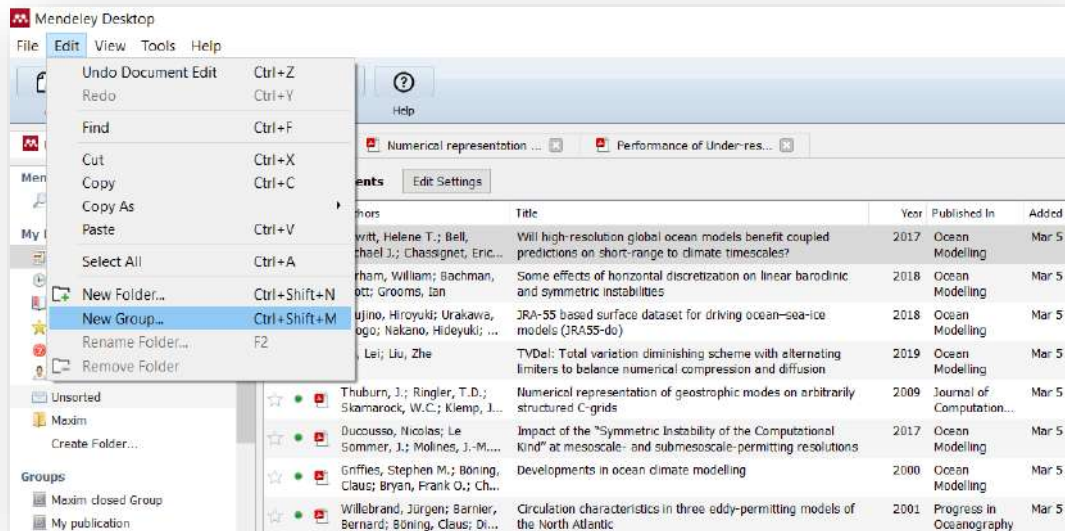 Mendeley Desktop
File Edit View Tools Help
Undo Document Edit Ctrl+Z
Redo Ctrl+Y
Find Ctrl+F
Cut Ctrl+X
Copy Ctrl+C
Copy As
Paste Ctrl+V
Select All Ctrl+A
New Folder... Ctrl+Shift+N
New Group... Ctrl+Shift+M
Rename Folder... F2
Remove Folder
Help
Numerical representation ...
Performance of Under-res...
Men
ents Edit Settings
hors Title Year Published In Added
My
witt, Helene T.; Bell,
chael J.; Chassignet, Eric...
Will high-resolution global ocean models benefit coupled
predictions on short-range to climate timescales?
2017 Ocean
Modelling
Mar 5
rham, William; Bachman,
ott; Grooms, Ian
Some effects of horizontal discretization on linear baroclinic
and symmetric instabilities
2018 Ocean
Modelling
Mar 5
ujino, Hiroyuki; Urakawa,
ogo; Nakano, Hideyuki; ...
JRA-55 based surface dataset for driving ocean–sea-ice
models (JRA55-do)
2018 Ocean
Modelling
Mar 5
Lei; Liu, Zhe
TVDal: Total variation diminishing scheme with alternating
limiters to balance numerical compression and diffusion
2019 Ocean
Modelling
Mar 5
Thuburn, J.; Ringler, T.D.;
Skamarock, W.C.; Klemp, J...
Numerical representation of geostrophic modes on arbitrarily
structured C-grids
2009 Journal of
Computation...
Mar 5
Ducousso, Nicolas; Le
Sommer, J.; Molines, J.-M....
Impact of the "Symmetric Instability of the Computational
Kind" at mesoscale- and submesoscale-permitting resolutions
2017 Ocean
Modelling
Mar 5
Griffies, Stephen M.; Böning,
Claus; Bryan, Frank O.; Ch...
Developments in ocean climate modelling
2000 Ocean
Modelling
Mar 5
Willebrand, Jürgen; Barnier,
Bernard; Böning, Claus; Di...
Circulation characteristics in three eddy-permitting models of
the North Atlantic
2001 Progress in
Oceanography
Mar 5
Unsorted
Maxim
Create Folder...
Groups
Maxim closed Group
My publication